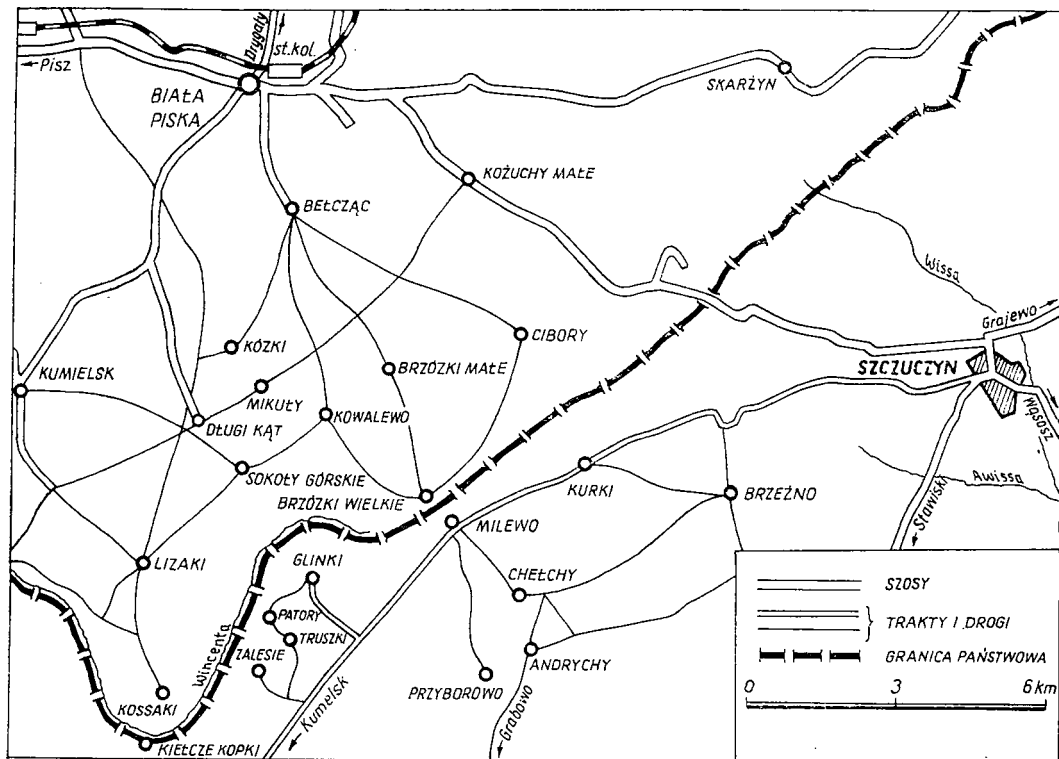 Drygały
st. kol.
Pisz
BIAŁA
PISKA
SKARŻYN
KOŻUCHY MAŁE
BEŁCZĄC
Wissa
Grajewo
CIBORY
KÓZKI
BRZÓZKI MAŁE
SZCZUCZYN
KUMIELSK
MIKUŁY
KOWALEWO
DŁUGI KĄT
Wąsosz
SOKOŁY GÓRSKIE
KURKI
Awissa
BRZÓZKI WIELKIE
BRZEŹNO
Stawiski
MILEWO
LIZAKI
GLINKI
CHEŁCHY
PATORY
TRUSZKI
Wincenta
ZALESIE
ANDRYCHY
PRZYBOROWO
KOSSAKI
Kumelsk
Grabowo
KIEŁCZE KOPKI
SZOSY
TRAKTY I DROGI
GRANICA PAŃSTWOWA
0 3 6 km